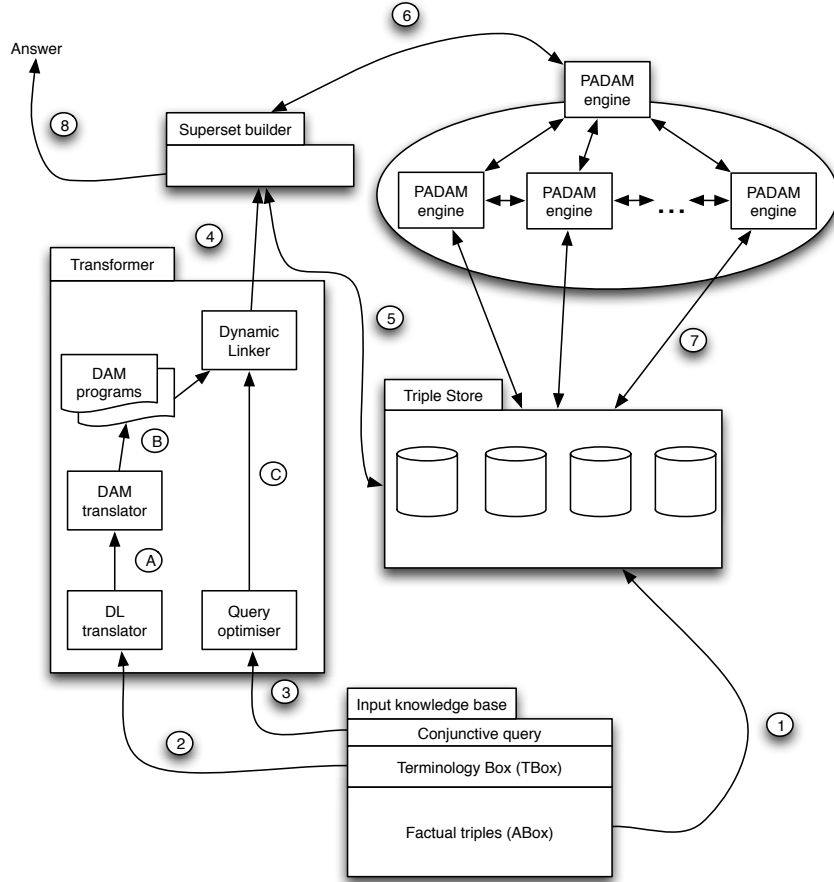 6
Answer
PADAM
engine
8
Superset builder
PADAM
engine
PADAM
engine
...
PADAM
engine
4
Transformer
5
Dynamic
Linker
7
DAM
programs
Triple Store
B
C
DAM
translator
A
DL
translator
Query
optimiser
3
Input knowledge base
1
Conjunctive query
2
Terminology Box (TBox)
Factual triples (ABox)